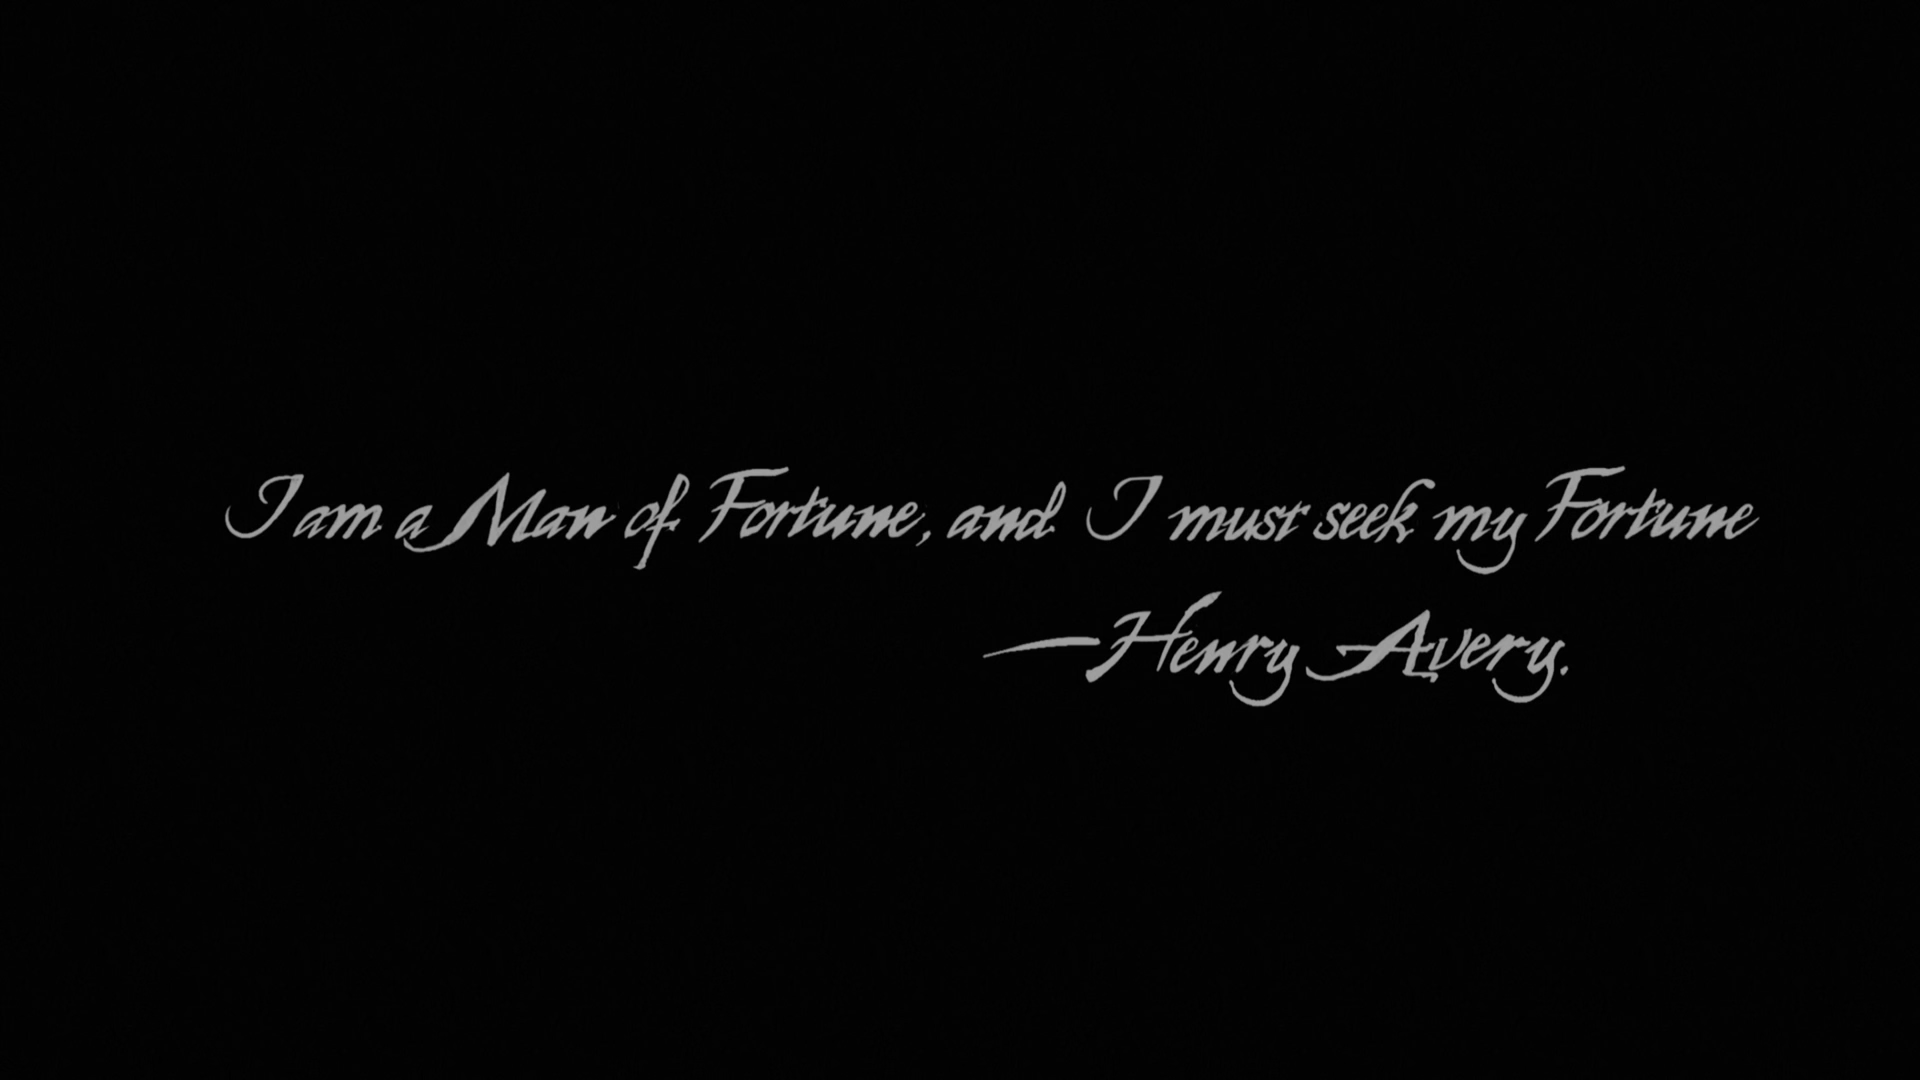 I am a Man of Fortune, and I must seek my Fortune
—Henry Avery.